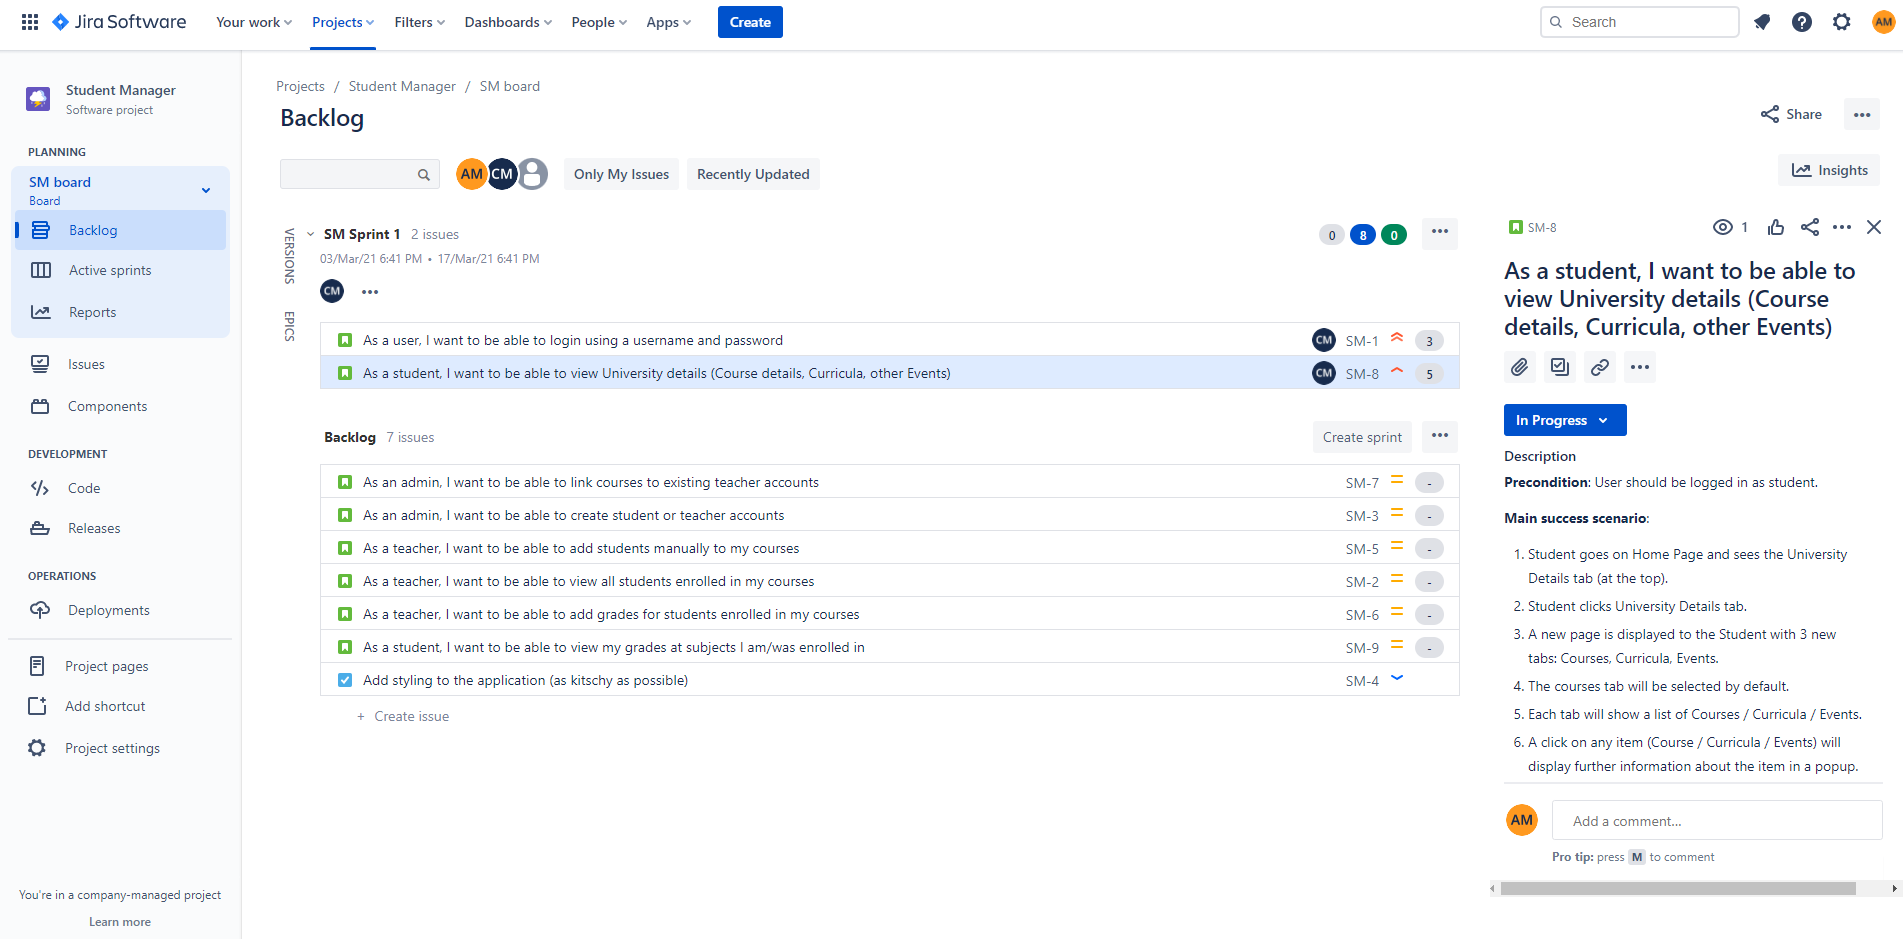 Jira Software
Your work
Projects
Filters
Dashboards
People
Apps
Create
Search
AM
Student Manager
Software project
PLANNING
SM board
Board
Backlog
Active sprints
Reports
Issues
Components
DEVELOPMENT
Code
Releases
OPERATIONS
Deployments
Project pages
Add shortcut
Project settings
You're in a company-managed project
Learn more
Projects / Student Manager / SM board
Backlog
Share
AM CM
Only My Issues
Recently Updated
Insights
VERSIONS
EPICS
SM Sprint 1 2 issues
0 8 0
03/Mar/21 6:41 PM • 17/Mar/21 6:41 PM
CM
As a user, I want to be able to login using a username and password CM SM-1 3
As a student, I want to be able to view University details (Course details, Curricula, other Events) CM SM-8 5
Backlog 7 issues
Create sprint
As an admin, I want to be able to link courses to existing teacher accounts SM-7 -
As an admin, I want to be able to create student or teacher accounts SM-3 -
As a teacher, I want to be able to add students manually to my courses SM-5 -
As a teacher, I want to be able to view all students enrolled in my courses SM-2 -
As a teacher, I want to be able to add grades for students enrolled in my courses SM-6 -
As a student, I want to be able to view my grades at subjects I am/was enrolled in SM-9 -
Add styling to the application (as kitschy as possible) SM-4
+ Create issue
SM-8
1
As a student, I want to be able to
view University details (Course
details, Curricula, other Events)
In Progress
Description
Precondition: User should be logged in as student.
Main success scenario:
1. Student goes on Home Page and sees the University
Details tab (at the top).
2. Student clicks University Details tab.
3. A new page is displayed to the Student with 3 new
tabs: Courses, Curricula, Events.
4. The courses tab will be selected by default.
5. Each tab will show a list of Courses / Curricula / Events.
6. A click on any item (Course / Curricula / Events) will
display further information about the item in a popup.
AM
Add a comment...
Pro tip: press M to comment